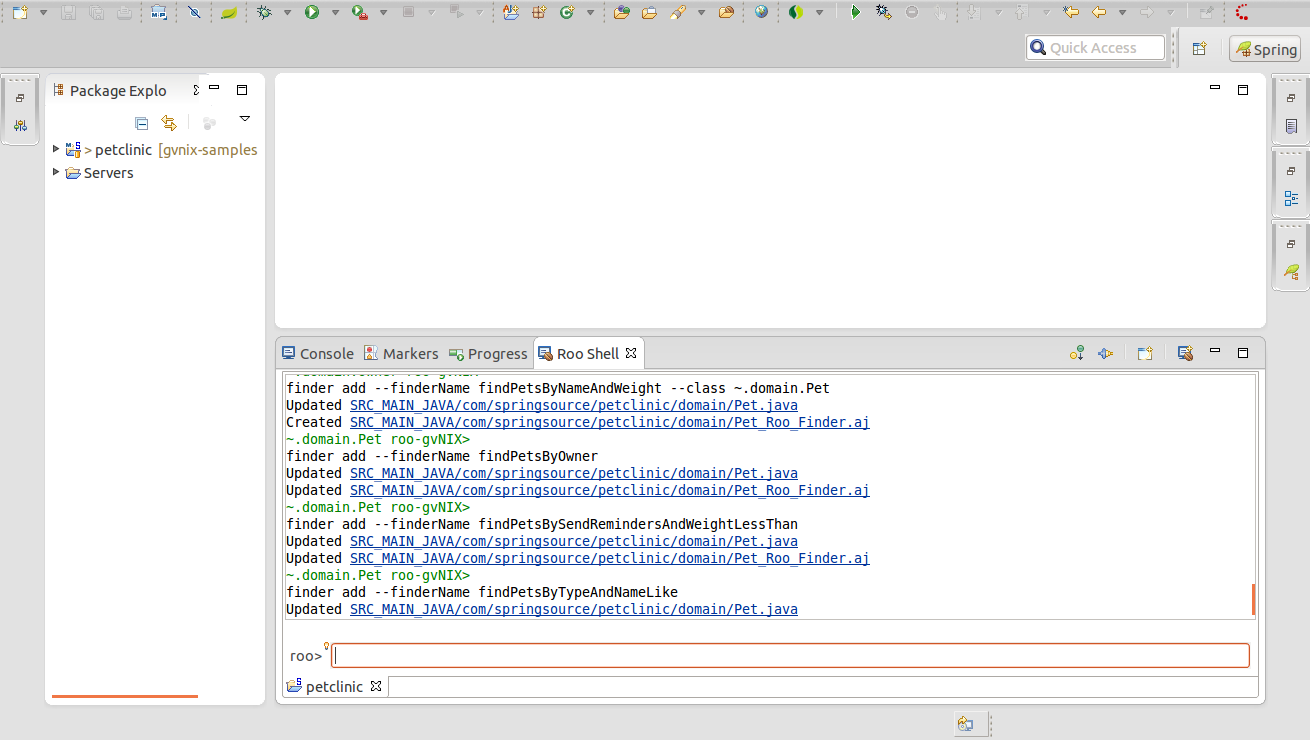 Quick Access
Spring
Package Explo
> petclinic [gvnix-samples
Servers
Console
Markers
Progress
Roo Shell
finder add --finderName findPetsByNameAndWeight --class ~.domain.Pet
Updated SRC_MAIN_JAVA/com/springsource/petclinic/domain/Pet.java
Created SRC_MAIN_JAVA/com/springsource/petclinic/domain/Pet_Roo_Finder.aj
~.domain.Pet roo-gvNIX>
finder add --finderName findPetsByOwner
Updated SRC_MAIN_JAVA/com/springsource/petclinic/domain/Pet.java
Updated SRC_MAIN_JAVA/com/springsource/petclinic/domain/Pet_Roo_Finder.aj
~.domain.Pet roo-gvNIX>
finder add --finderName findPetsBySendRemindersAndWeightLessThan
Updated SRC_MAIN_JAVA/com/springsource/petclinic/domain/Pet.java
Updated SRC_MAIN_JAVA/com/springsource/petclinic/domain/Pet_Roo_Finder.aj
~.domain.Pet roo-gvNIX>
finder add --finderName findPetsByTypeAndNameLike
Updated SRC_MAIN_JAVA/com/springsource/petclinic/domain/Pet.java
roo>
petclinic